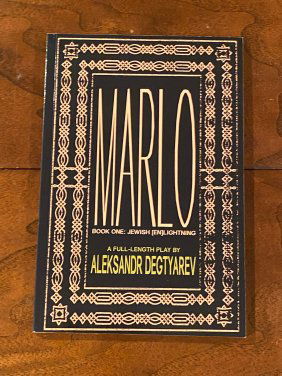 MARLO
BOOK ONE: JEWISH [EN]LIGHTNING
A FULL-LENGTH PLAY BY
ALEKSANDR DEGTYAREV